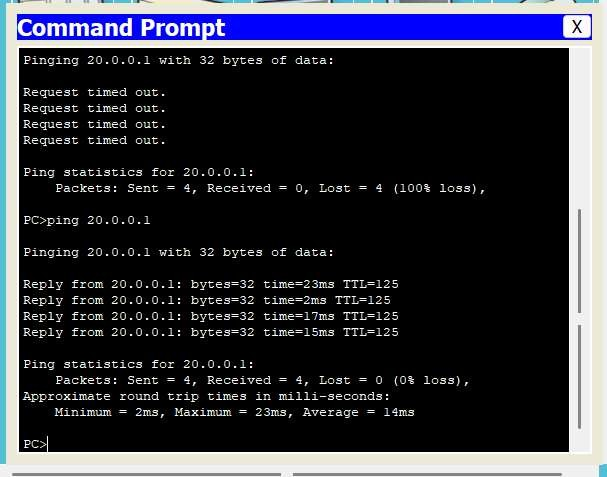 Command Prompt
X
Pinging 20.0.0.1 with 32 bytes of data:
Request timed out.
Request timed out.
Request timed out.
Request timed out.
Ping statistics for 20.0.0.1:
Packets: Sent = 4, Received = 0, Lost = 4 (100% loss),
PC>ping 20.0.0.1
Pinging 20.0.0.1 with 32 bytes of data:
Reply from 20.0.0.1: bytes=32 time=23ms TTL=125
Reply from 20.0.0.1: bytes=32 time=2ms TTL=125
Reply from 20.0.0.1: bytes=32 time=17ms TTL=125
Reply from 20.0.0.1: bytes=32 time=15ms TTL=125
Ping statistics for 20.0.0.1:
Packets: Sent = 4, Received = 4, Lost = 0 (0% loss),
Approximate round trip times in milli-seconds:
Minimum = 2ms, Maximum = 23ms, Average = 14ms
PC>